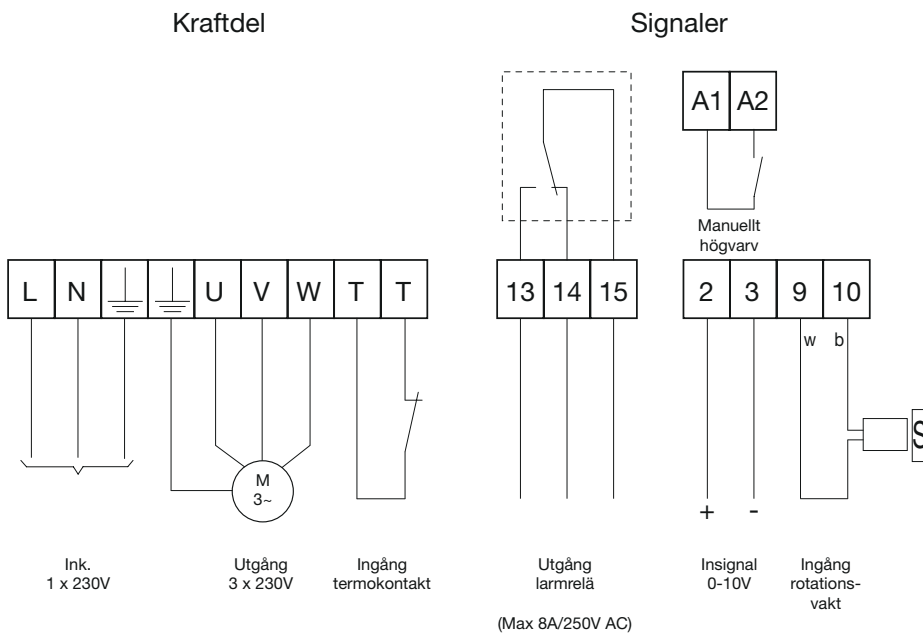 Kraftdel
Signaler
A1 A2
Manuellt
högvarv
L N U V W T T
13 14 15
2 3 9 10
w b
S
M
3~
+ -
Ink.
1 x 230V
Utgång
3 x 230V
Ingång
termokontakt
Utgång
larmrelä
(Max 8A/250V AC)
Insignal
0-10V
Ingång
rotations-
vakt